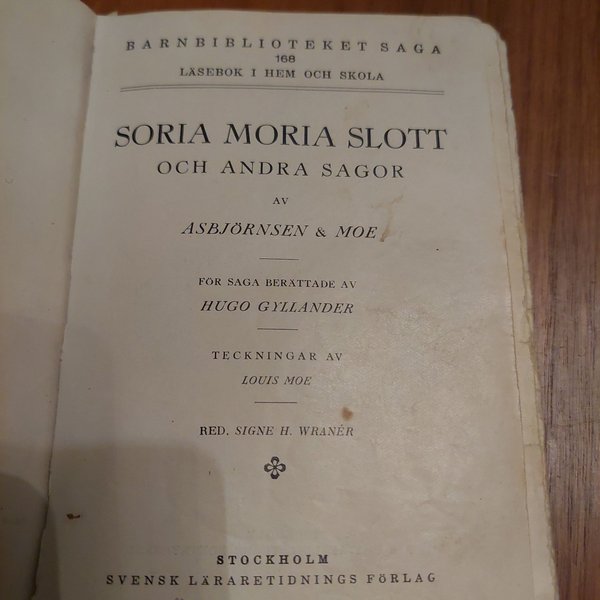 BARNBIBLIOTEKET SAGA
168
LÄSEBOK I HEM OCH SKOLA
SORIA MORIA SLOTT
OCH ANDRA SAGOR
AV
ASBJÖRNSEN & MOE
FÖR SAGA BERÄTTADE AV
HUGO GYLLANDER
TECKNINGAR AV
LOUIS MOE
RED. SIGNE H. WRANÉR
STOCKHOLM
SVENSK LÄRARETIDNINGS FÖRLAG